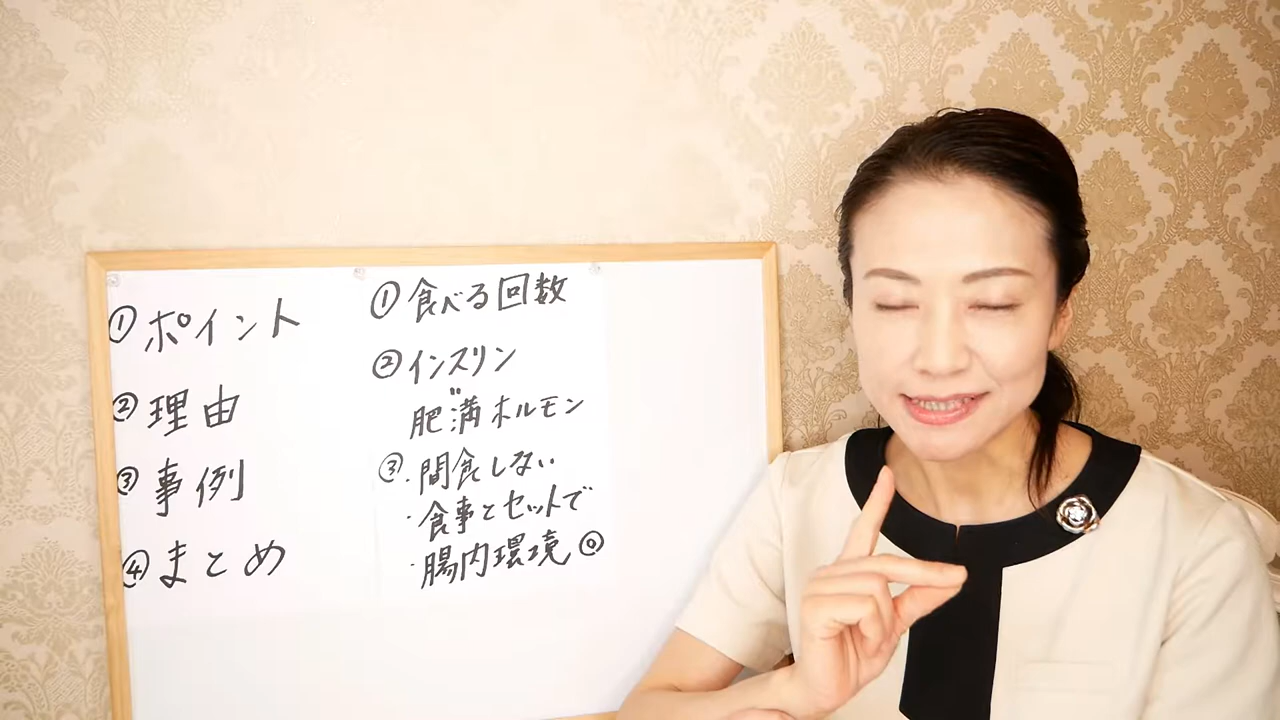 ①ポイント
②理由
③事例
④まとめ
①食べる回数
②インスリン
〃
肥満ホルモン
③・間食しない
・食事とセットで
・腸内環境◎